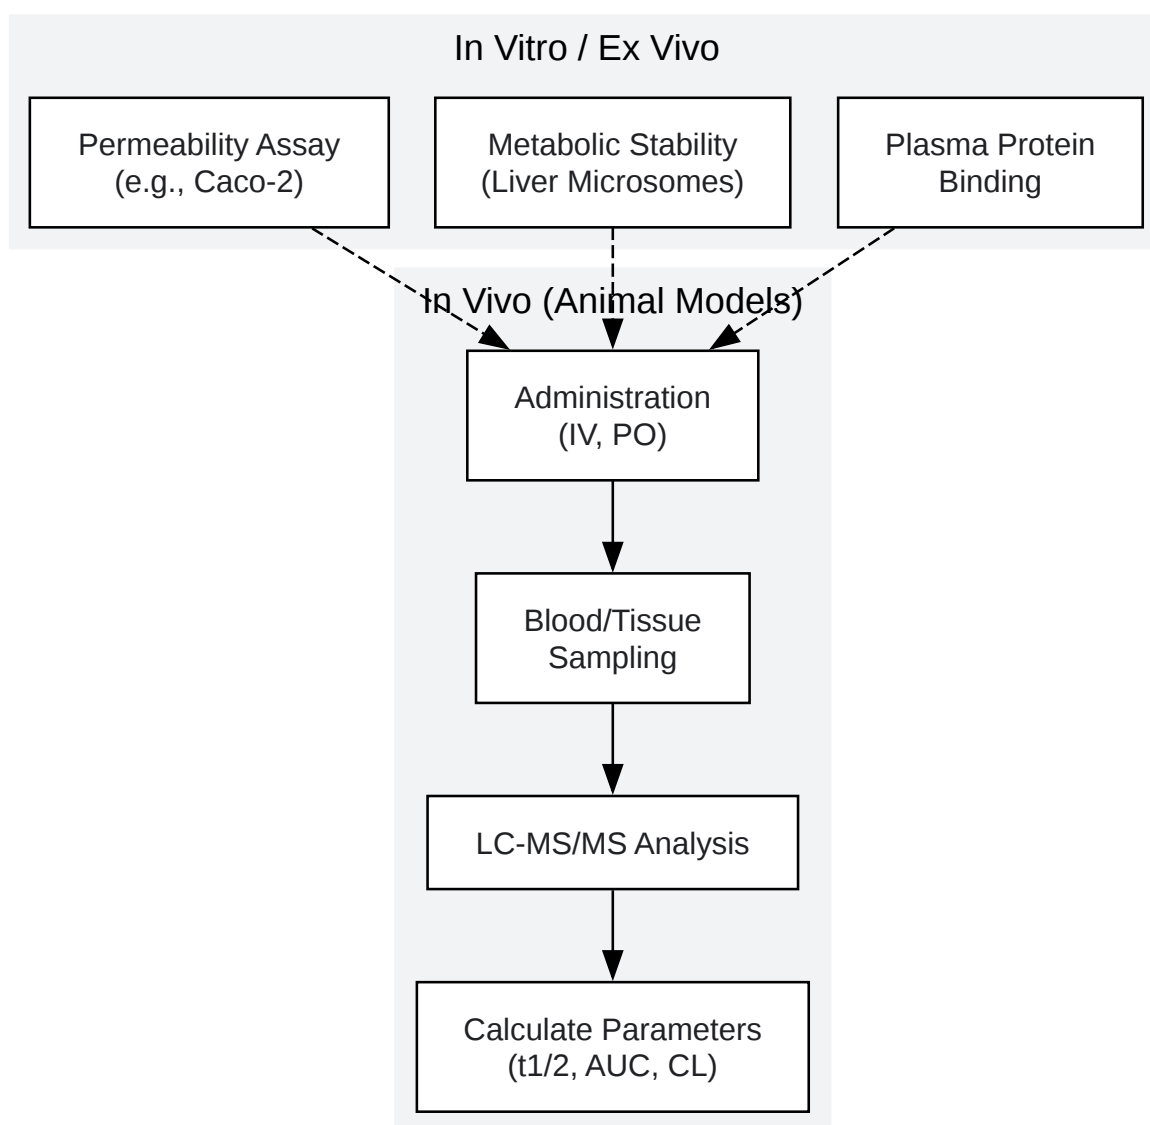 In Vitro / Ex Vivo
Permeability Assay
(e.g., Caco-2)
Metabolic Stability
(Liver Microsomes)
Plasma Protein
Binding
In Vivo (Animal Models)
Administration
(IV, PO)
Blood/Tissue
Sampling
LC-MS/MS Analysis
Calculate Parameters
(t1/2, AUC, CL)